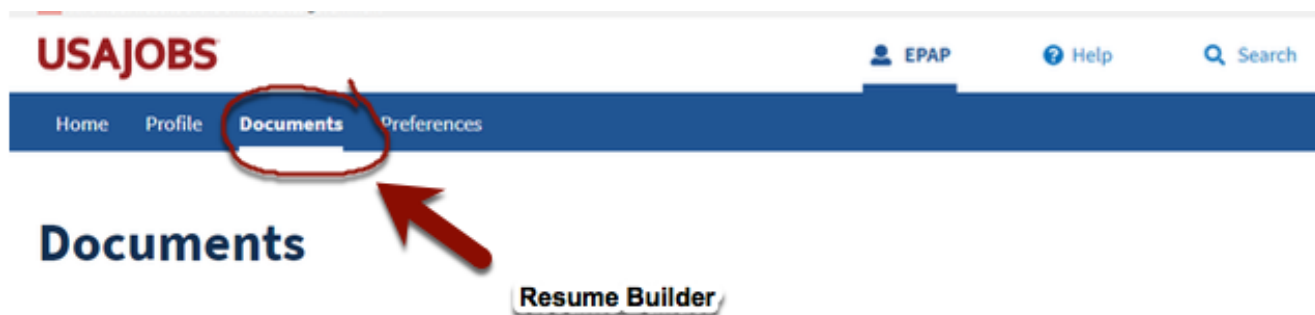 USAJOBS
EPAP
Help
Search
Home Profile Documents Preferences
Documents
Resume Builder